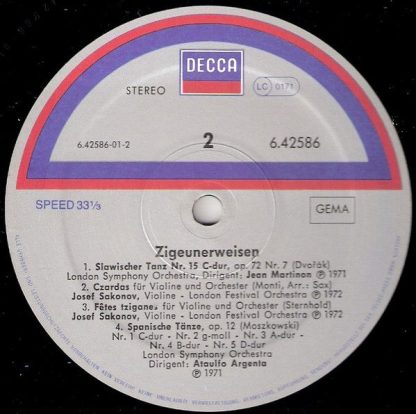 DECCA
STEREO
LC 0171
6.42586-01-2
2
6.42586
SPEED 33 1/3
GEMA
Zigeunerweisen
1. Slawischer Tanz Nr. 15 C-dur, op. 72 Nr. 7 (Dvořák)
London Symphony Orchestra, Dirigent: Jean Martinon ℗ 1971
2. Czardas für Violine und Orchester (Monti, Arr.: Sax)
Josef Sakonov, Violine - London Festival Orchestra ℗ 1972
3. Fêtes tziganes für Violine und Orchester (Sternhold)
Josef Sakonov, Violine - London Festival Orchestra ℗ 1972
4. Spanische Tänze, op. 12 (Moszkowski)
Nr. 1 C-dur - Nr. 2 g-moll - Nr. 3 A-dur -
Nr. 4 B-dur - Nr. 5 D-dur
London Symphony Orchestra
Dirigent: Ataulfo Argenta
℗ 1971